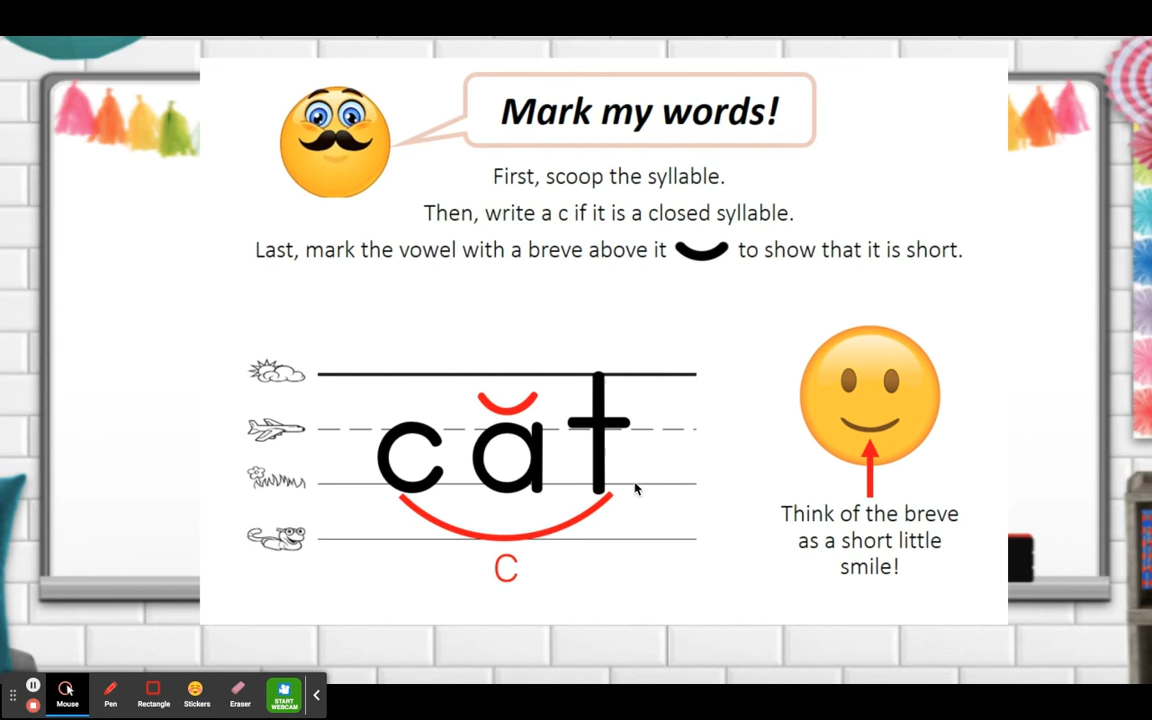 Mark my words!
First, scoop the syllable.
Then, write a c if it is a closed syllable.
Last, mark the vowel with a breve above it ˘ to show that it is short.
căt
c
Think of the breve
as a short little
smile!
Mouse
Pen
Rectangle
Stickers
Eraser
START
WEBCAM